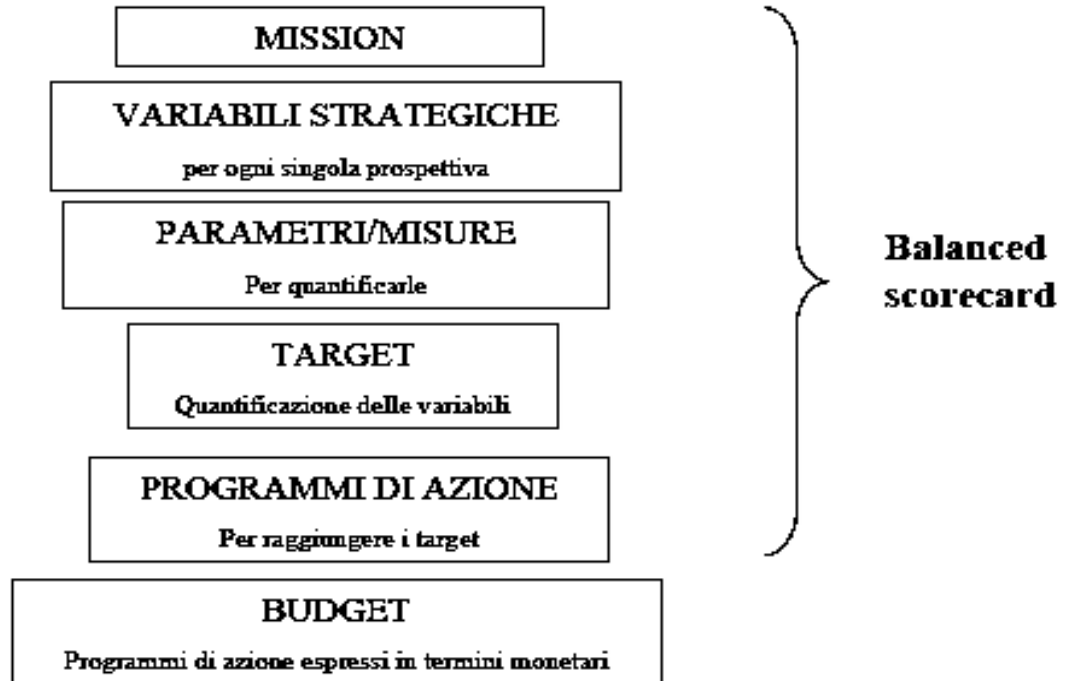 MISSION
VARIABILI STRATEGICHE
per ogni singola prospettiva
PARAMETRI/MISURE
Per quantificarle
TARGET
Quantificazione delle variabili
PROGRAMMI DI AZIONE
Per raggiungere i target
BUDGET
Programmi di azione espressi in termini monetari
Balanced
scorecard